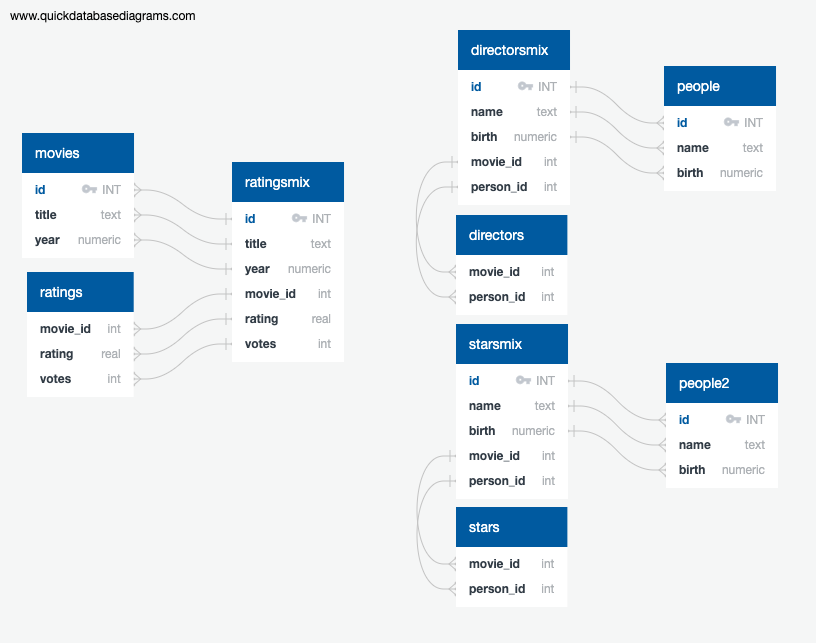 www.quickdatabasediagrams.com
movies
id INT
title text
year numeric
ratings
movie_id int
rating real
votes int
ratingsmix
id INT
title text
year numeric
movie_id int
rating real
votes int
directorsmix
id INT
name text
birth numeric
movie_id int
person_id int
directors
movie_id int
person_id int
starsmix
id INT
name text
birth numeric
movie_id int
person_id int
stars
movie_id int
person_id int
people
id INT
name text
birth numeric
people2
id INT
name text
birth numeric